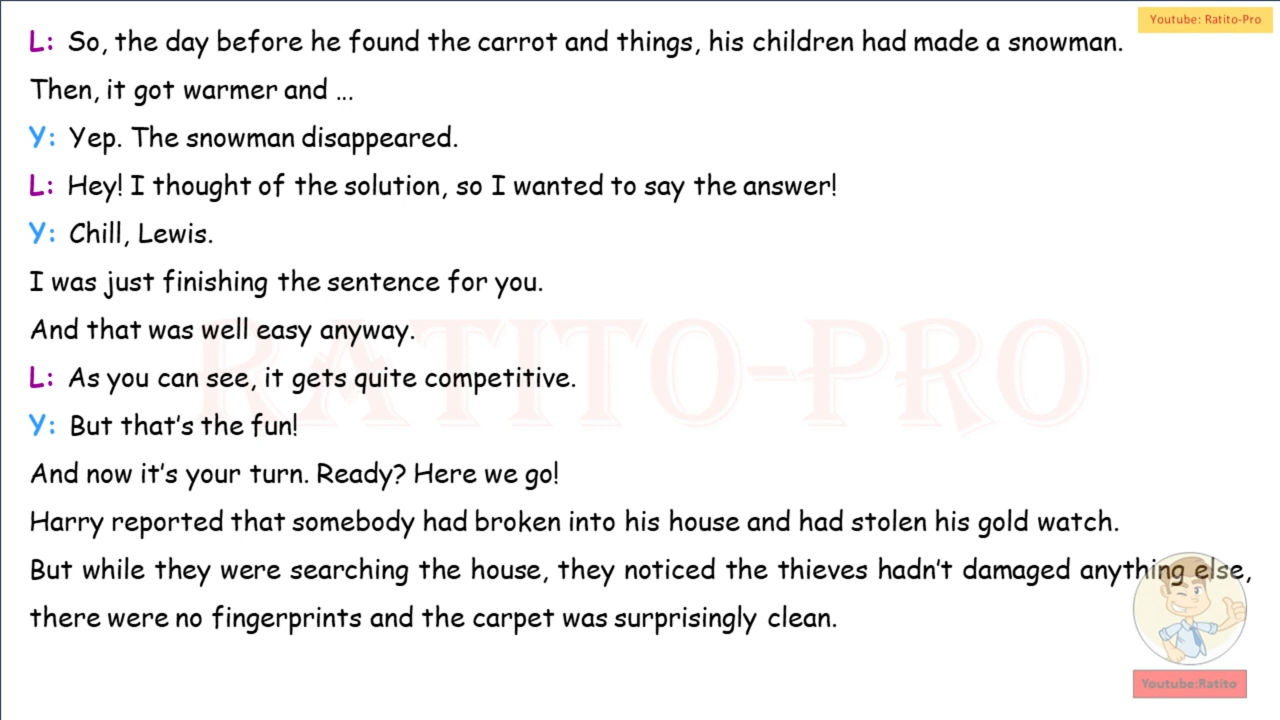 Youtube: Ratito-Pro
L: So, the day before he found the carrot and things, his children had made a snowman.
Then, it got warmer and ...
Y: Yep. The snowman disappeared.
L: Hey! I thought of the solution, so I wanted to say the answer!
Y: Chill, Lewis.
I was just finishing the sentence for you.
And that was well easy anyway.
RATITO-PRO
L: As you can see, it gets quite competitive.
Y: But that's the fun!
And now it's your turn. Ready? Here we go!
Harry reported that somebody had broken into his house and had stolen his gold watch.
But while they were searching the house, they noticed the thieves hadn't damaged anything else,
there were no fingerprints and the carpet was surprisingly clean.
Youtube:Ratito